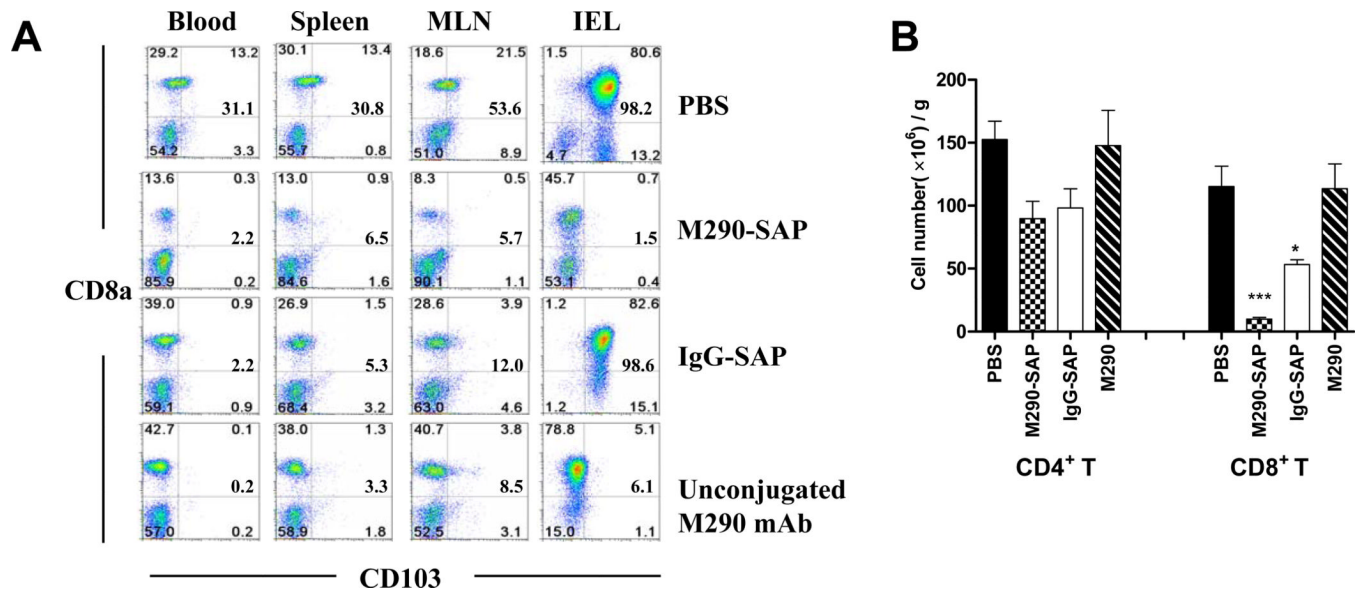 A
Blood Spleen MLN IEL
29.2 13.2 30.1 13.4 18.6 21.5 1.5 80.6
31.1 30.8 53.6 98.2
PBS
54.2 3.3 55.7 0.8 51.0 8.9 4.7 13.2
13.6 0.3 13.0 0.9 8.3 0.5 45.7 0.7
2.2 6.5 5.7 1.5
M290-SAP
85.9 0.2 84.6 1.6 90.1 1.1 53.1 0.4
CD8a
39.0 0.9 26.9 1.5 28.6 3.9 1.2 82.6
2.2 5.3 12.0 98.6
IgG-SAP
59.1 0.9 68.4 3.2 63.0 4.6 1.2 15.1
42.7 0.1 38.0 1.3 40.7 3.8 78.8 5.1
0.2 3.3 8.5 6.1
Unconjugated
M290 mAb
57.0 0.2 58.9 1.8 52.5 3.1 15.0 1.1
CD103
B
Cell number( ×10⁶) / g
200
150
100
50
0
*
***
PBS M290-SAP IgG-SAP M290 PBS M290-SAP IgG-SAP M290
CD4⁺ T CD8⁺ T